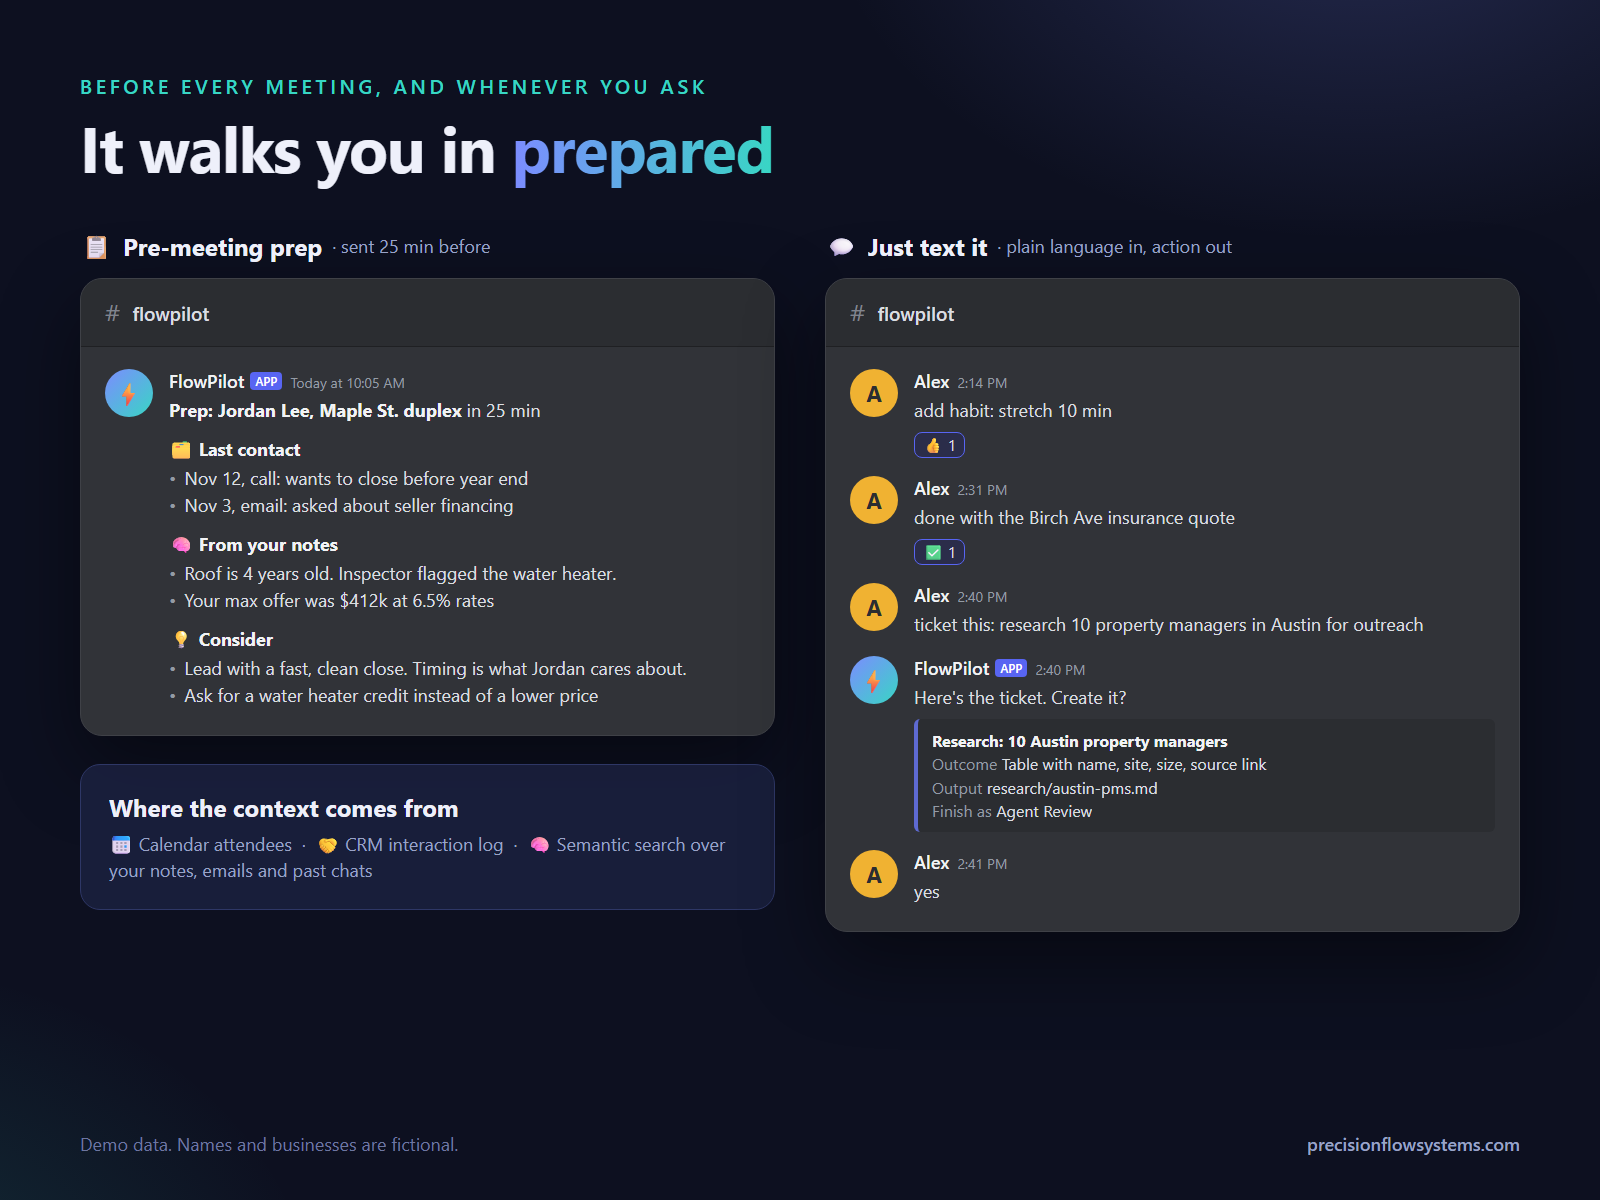 BEFORE EVERY MEETING, AND WHENEVER YOU ASK
It walks you in prepared
📋 Pre-meeting prep · sent 25 min before
# flowpilot
⚡ FlowPilot APP Today at 10:05 AM
Prep: Jordan Lee, Maple St. duplex in 25 min
🗂️ Last contact
• Nov 12, call: wants to close before year end
• Nov 3, email: asked about seller financing
🧠 From your notes
• Roof is 4 years old. Inspector flagged the water heater.
• Your max offer was $412k at 6.5% rates
💡 Consider
• Lead with a fast, clean close. Timing is what Jordan cares about.
• Ask for a water heater credit instead of a lower price
Where the context comes from
📅 Calendar attendees · 🤝 CRM interaction log · 🧠 Semantic search over
your notes, emails and past chats
💬 Just text it · plain language in, action out
# flowpilot
A Alex 2:14 PM
add habit: stretch 10 min
👍 1
A Alex 2:31 PM
done with the Birch Ave insurance quote
✅ 1
A Alex 2:40 PM
ticket this: research 10 property managers in Austin for outreach
⚡ FlowPilot APP 2:40 PM
Here's the ticket. Create it?
Research: 10 Austin property managers
Outcome Table with name, site, size, source link
Output research/austin-pms.md
Finish as Agent Review
A Alex 2:41 PM
yes
Demo data. Names and businesses are fictional.
precisionflowsystems.com